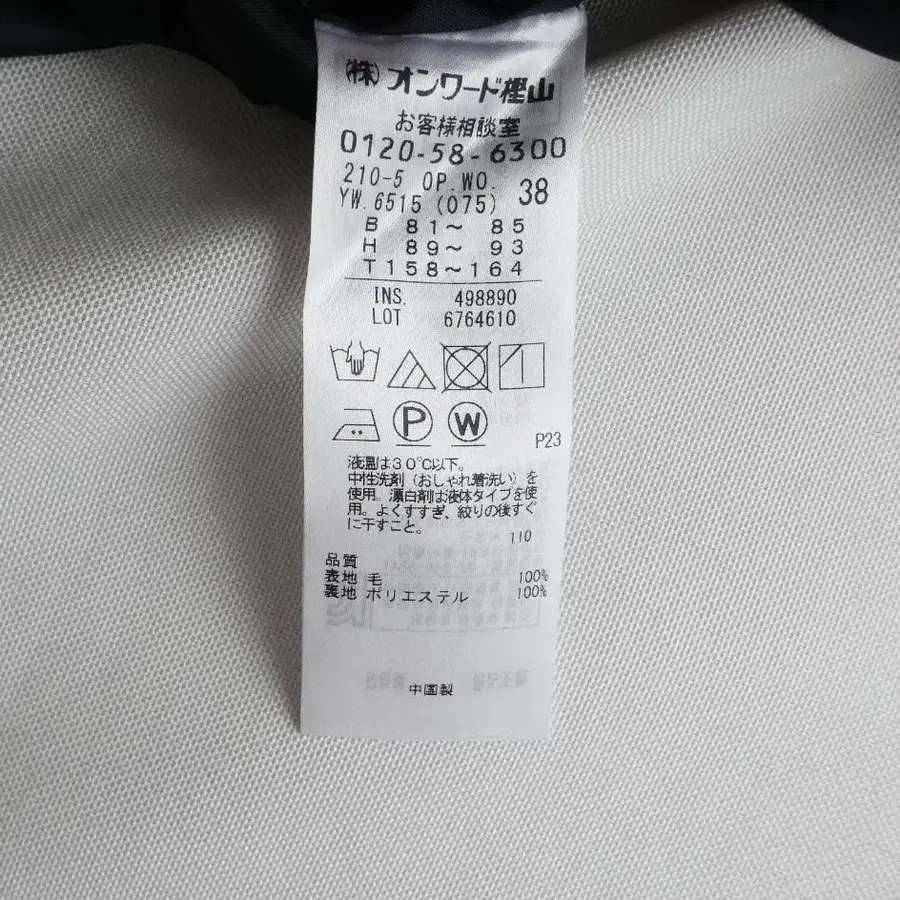 (株)オンワード樫山
お客様相談室
0120-58-6300
210-5 OP.WO. 38
YW.6515 (075)
B 81～ 85
H 89～ 93
T158～164
INS. 498890
LOT 6764610
P
W
P23
液温は30℃以下。
中性洗剤（おしゃれ着洗い）を
使用。漂白剤は液体タイプを使
用。よくすすぎ、絞りの後すぐ
に干すこと。
110
品質
表地 毛 100%
裏地 ポリエステル 100%
中国製